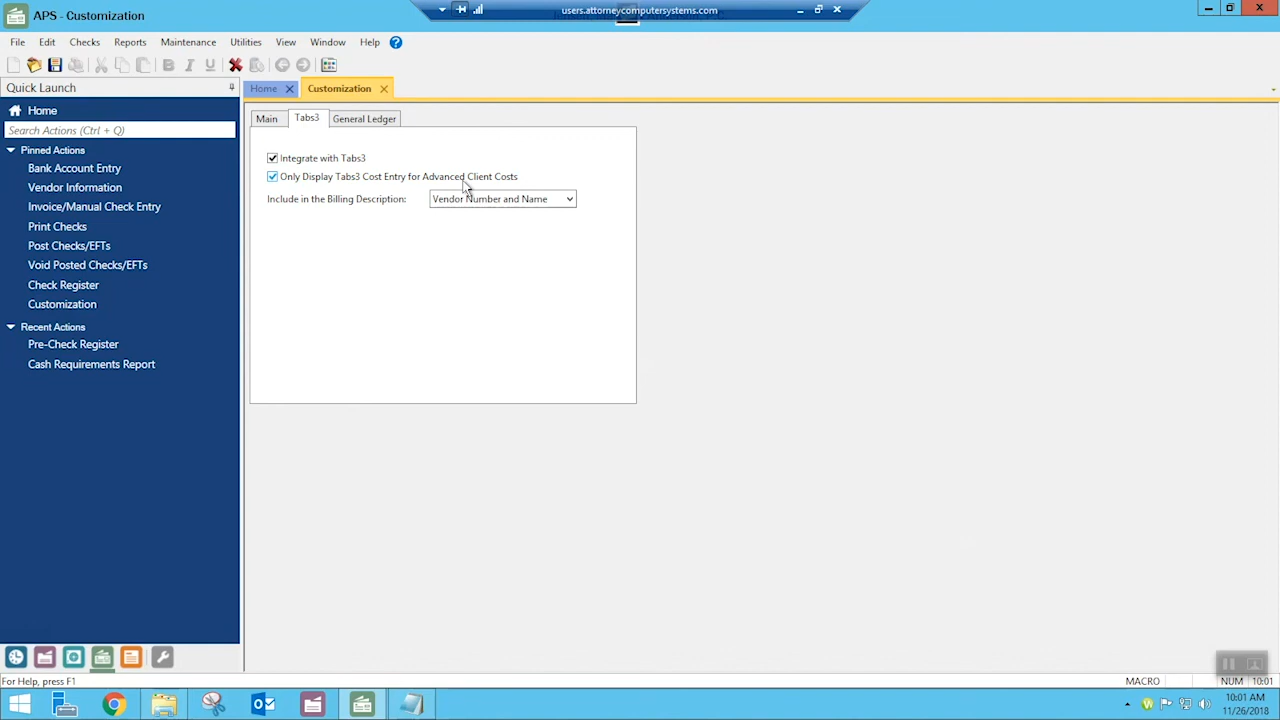 APS - Customization
users.attorneycomputersystems.com
File Edit Checks Reports Maintenance Utilities View Window Help
B I U
Quick Launch
Home Customization
Home
Search Actions (Ctrl + Q)
Main Tabs3 General Ledger
Pinned Actions
Bank Account Entry
Vendor Information
Invoice/Manual Check Entry
Print Checks
Post Checks/EFTs
Void Posted Checks/EFTs
Check Register
Customization
Recent Actions
Pre-Check Register
Cash Requirements Report
Integrate with Tabs3
Only Display Tabs3 Cost Entry for Advanced Client Costs
Include in the Billing Description: Vendor Number and Name
For Help, press F1
MACRO NUM 10:01
10:01 AM
11/26/2018